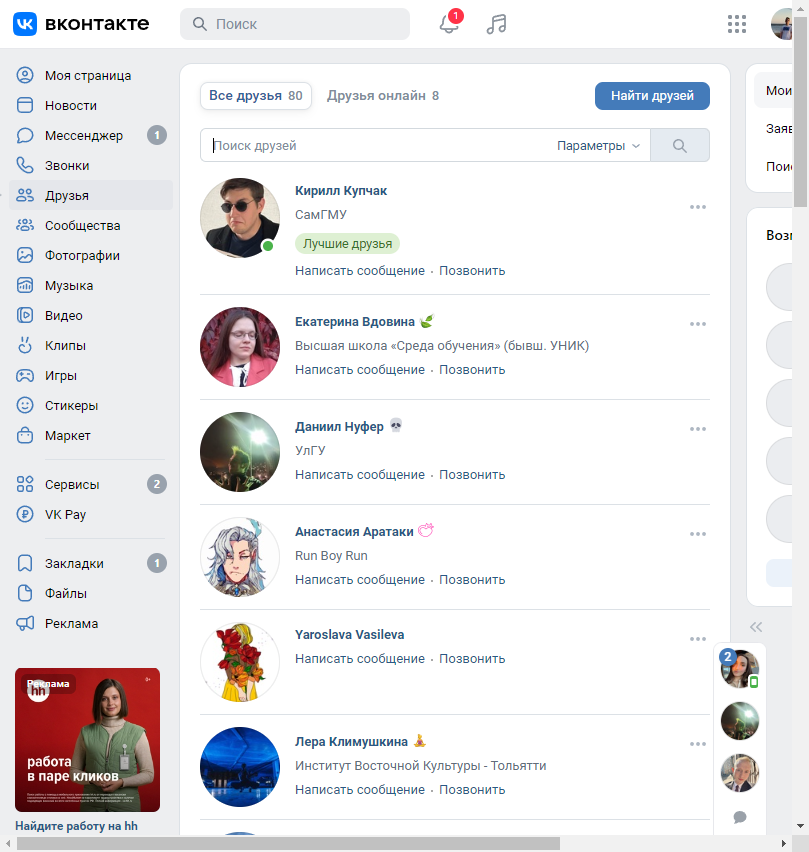 вконтакте
Поиск
1
Моя страница
Новости
Мессенджер 1
Звонки
Друзья
Сообщества
Фотографии
Музыка
Видео
Клипы
Игры
Стикеры
Маркет
Сервисы 2
VK Pay
Закладки 1
Файлы
Реклама
Реклама
hh
работа
в паре кликов
Найдите работу на hh
Все друзья 80
Друзья онлайн 8
Найти друзей
Поиск друзей
Параметры
Кирилл Купчак
СамГМУ
Лучшие друзья
Написать сообщение · Позвонить
Екатерина Вдовина
Высшая школа «Среда обучения» (бывш. УНИК)
Написать сообщение · Позвонить
Даниил Нуфер
УлГУ
Написать сообщение · Позвонить
Анастасия Аратаки
Run Boy Run
Написать сообщение · Позвонить
Yaroslava Vasileva
Написать сообщение · Позвонить
Лера Климушкина
Институт Восточной Культуры - Тольятти
Написать сообщение · Позвонить
Мои
Заяв
Поис
Возм
2